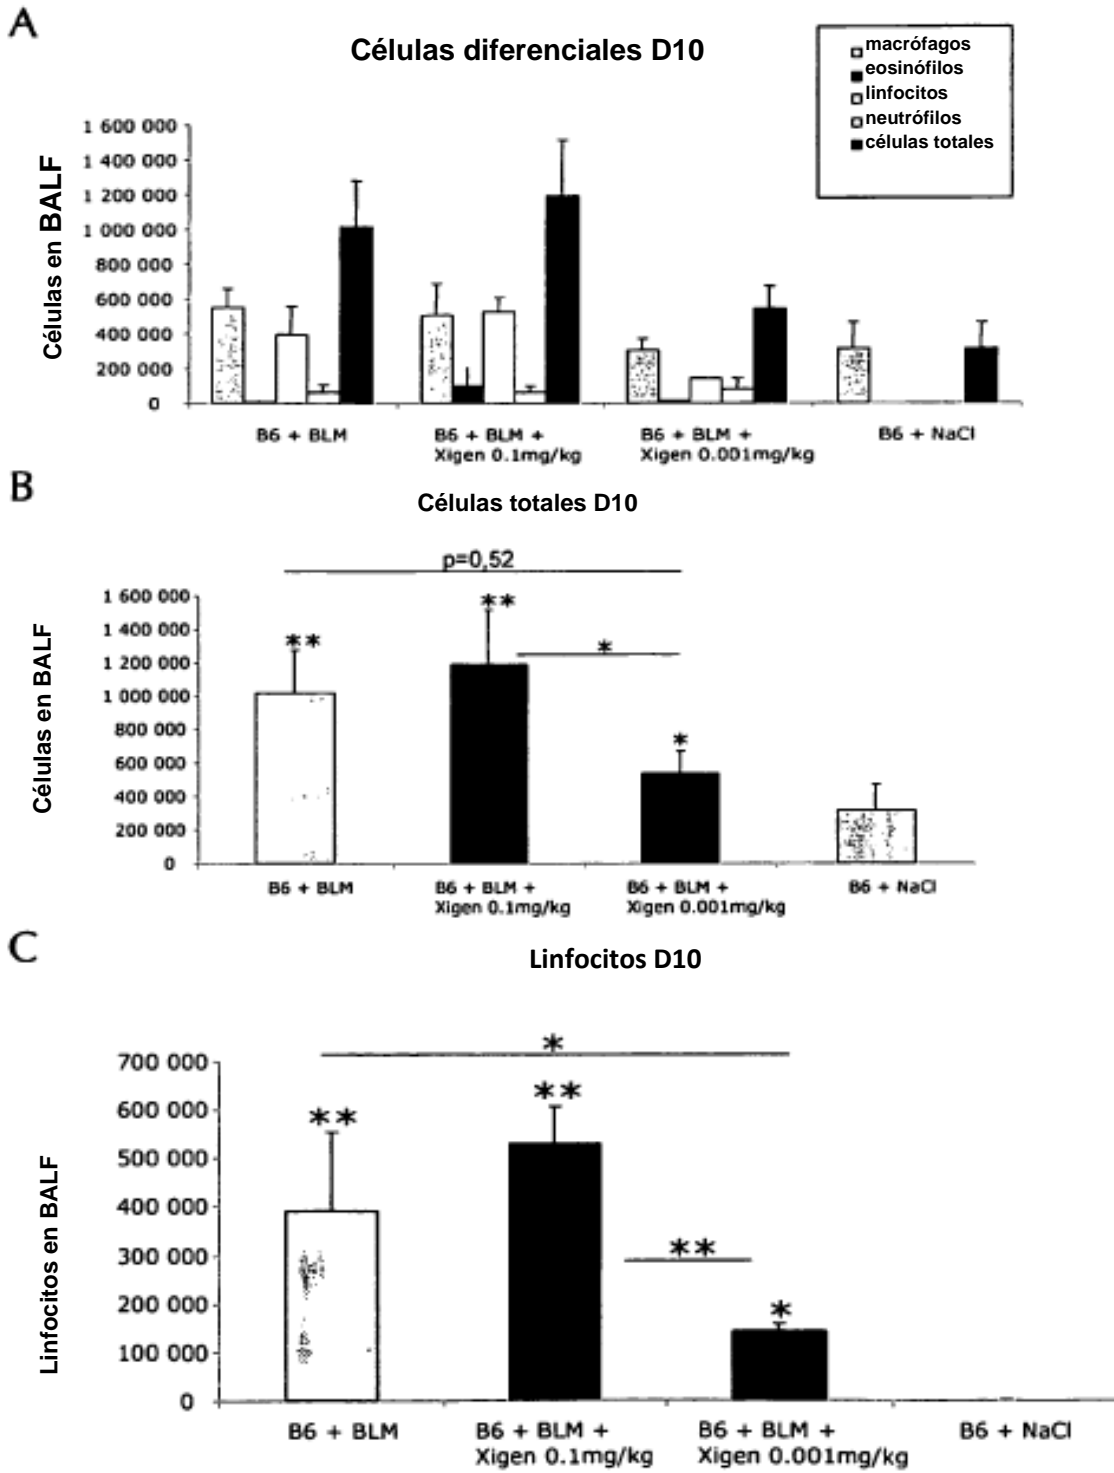 A
Células diferenciales D10
macrófagos
eosinófilos
linfocitos
neutrófilos
células totales
Células en BALF
1 600 000
1 400 000
1 200 000
1 000 000
800 000
600 000
400 000
200 000
0
B6 + BLM
B6 + BLM +
Xigen 0.1mg/kg
B6 + BLM +
Xigen 0.001mg/kg
B6 + NaCl
B
Células totales D10
p=0,52
Células en BALF
1 600 000
1 400 000
1 200 000
1 000 000
800 000
600 000
400 000
200 000
0
**
**
*
*
B6 + BLM
B6 + BLM +
Xigen 0.1mg/kg
B6 + BLM +
Xigen 0.001mg/kg
B6 + NaCl
C
Linfocitos D10
Linfocitos en BALF
700 000
600 000
500 000
400 000
300 000
200 000
100 000
0
*
**
**
**
*
B6 + BLM
B6 + BLM +
Xigen 0.1mg/kg
B6 + BLM +
Xigen 0.001mg/kg
B6 + NaCl